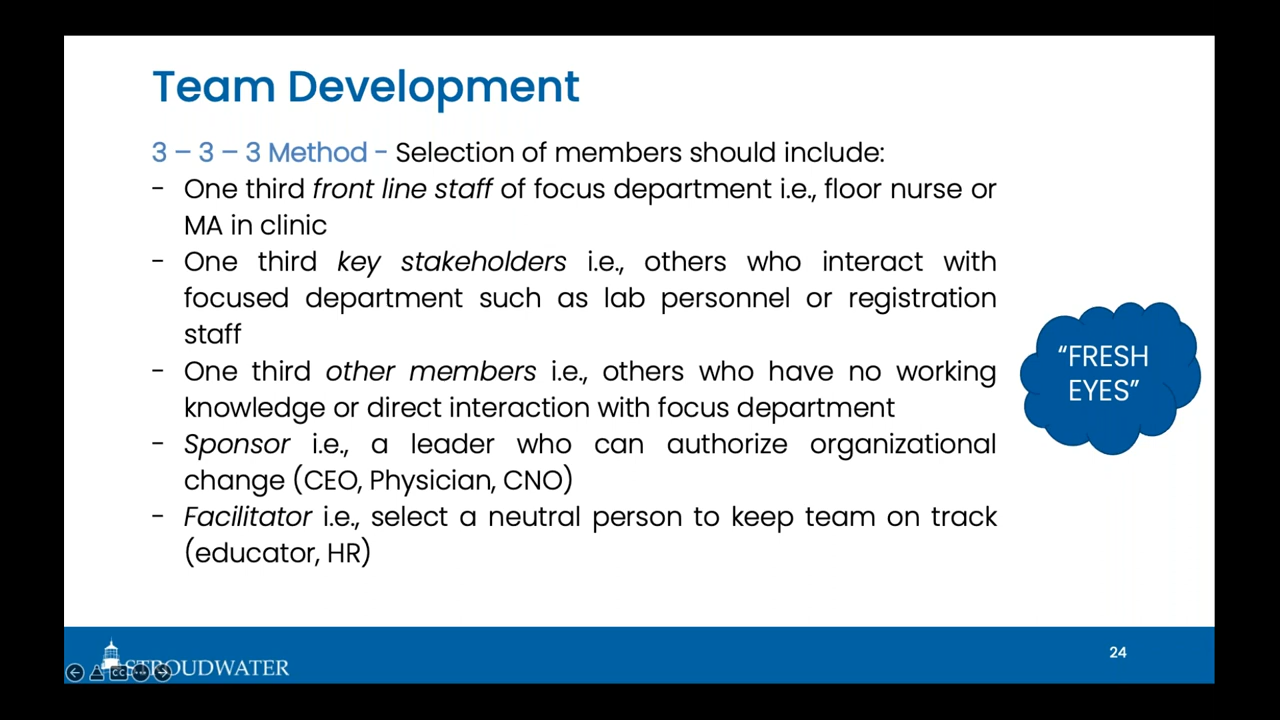 Team Development
3 – 3 – 3 Method - Selection of members should include:
- One third front line staff of focus department i.e., floor nurse or
MA in clinic
- One third key stakeholders i.e., others who interact with
focused department such as lab personnel or registration
staff
- One third other members i.e., others who have no working
knowledge or direct interaction with focus department
- Sponsor i.e., a leader who can authorize organizational
change (CEO, Physician, CNO)
- Facilitator i.e., select a neutral person to keep team on track
(educator, HR)
“FRESH
EYES”
STROUDWATER
CC
24